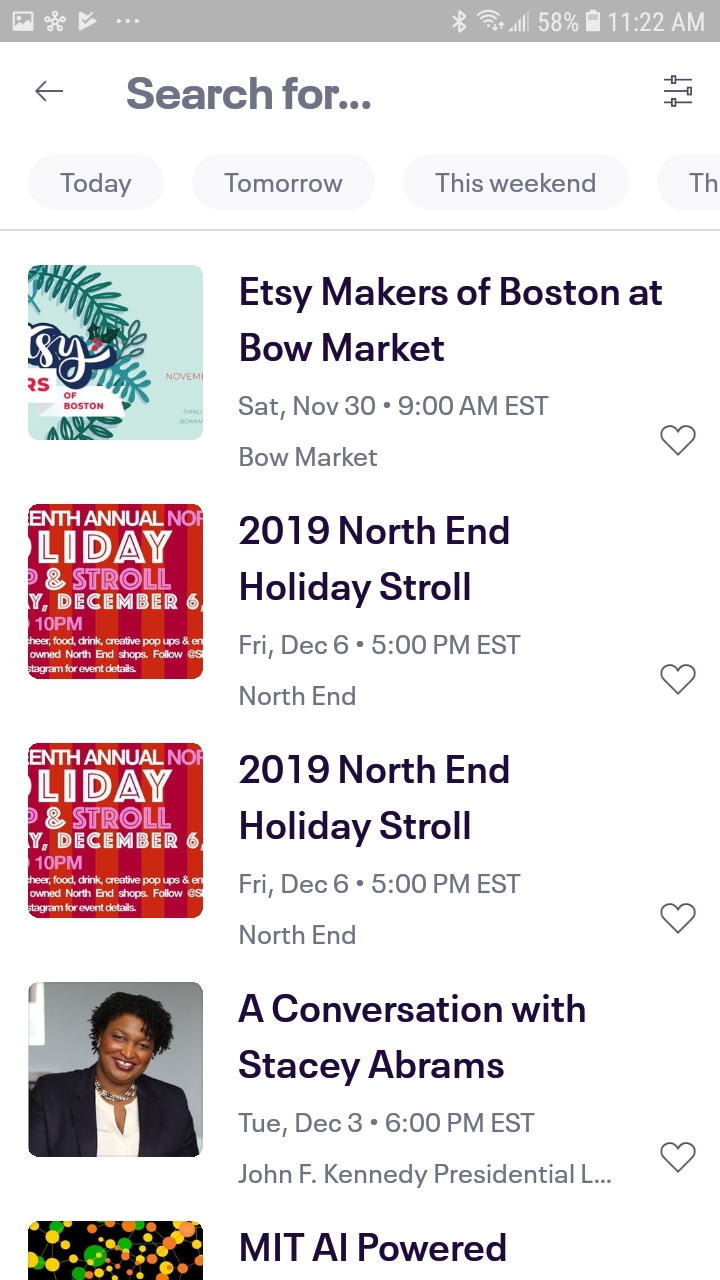 58% 11:22 AM
Search for...
Today Tomorrow This weekend Th
Etsy Makers of Boston at
Bow Market
Sat, Nov 30 • 9:00 AM EST
Bow Market
sy
RS
OF
BOSTON
NOVEME
SMALL
BOWMA
2019 North End
Holiday Stroll
Fri, Dec 6 • 5:00 PM EST
North End
ENTH ANNUAL NOR
OLIDAY
P & STROLL
Y, DECEMBER 6,
10PM
cheer, food, drink, creative pop ups & en
owned North End shops. Follow @S
stagram for event details.
2019 North End
Holiday Stroll
Fri, Dec 6 • 5:00 PM EST
North End
ENTH ANNUAL NOR
OLIDAY
P & STROLL
Y, DECEMBER 6,
10PM
cheer, food, drink, creative pop ups & en
owned North End shops. Follow @S
stagram for event details.
A Conversation with
Stacey Abrams
Tue, Dec 3 • 6:00 PM EST
John F. Kennedy Presidential L...
MIT AI Powered